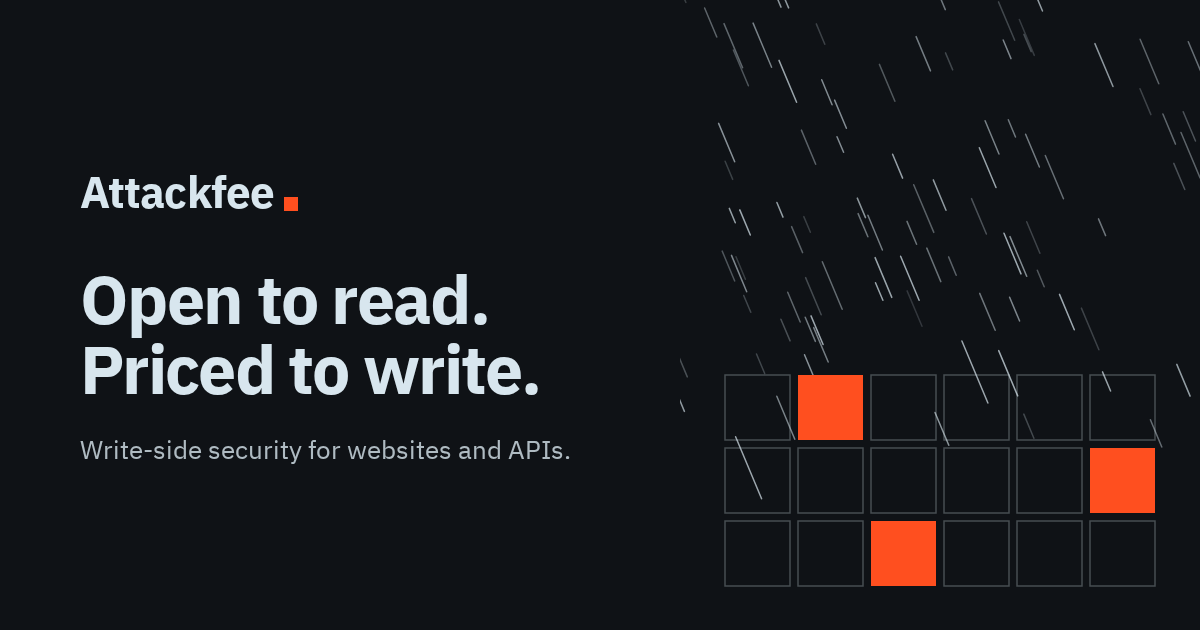 Attackfee
Open to read.
Priced to write.
Write-side security for websites and APIs.